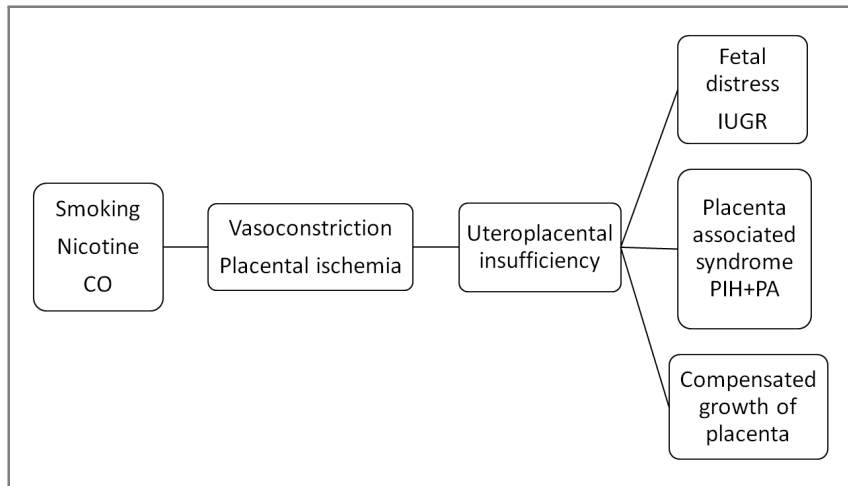 Smoking
Nicotine
CO
Vasoconstriction
Placental ischemia
Uteroplacental
insufficiency
Fetal
distress
IUGR
Placenta
associated
syndrome
PIH+PA
Compensated
growth of
placenta